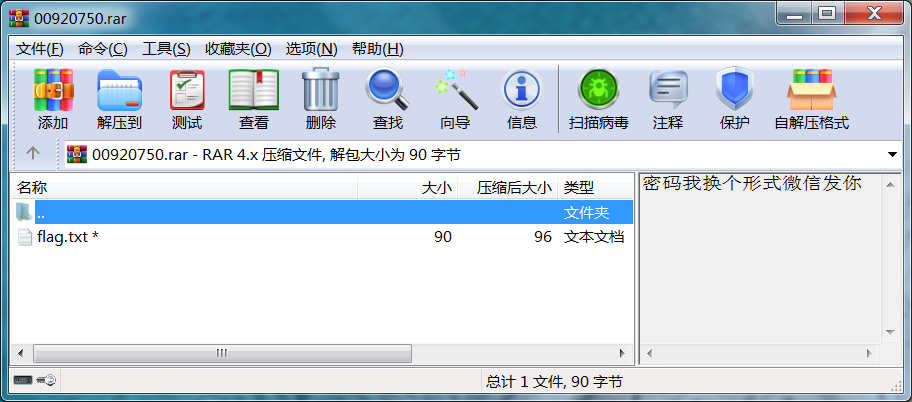 00920750.rar
文件(F) 命令(C) 工具(S) 收藏夹(O) 选项(N) 帮助(H)
添加 解压到 测试 查看 删除 查找 向导 信息 扫描病毒 注释 保护 自解压格式
00920750.rar - RAR 4.x 压缩文件, 解包大小为 90 字节
名称 大小 压缩后大小 类型
.. 文件夹
flag.txt * 90 96 文本文档
密码我换个形式微信发你
总计 1 文件, 90 字节